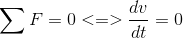 ∑ F = 0 <=> dv/dt = 0